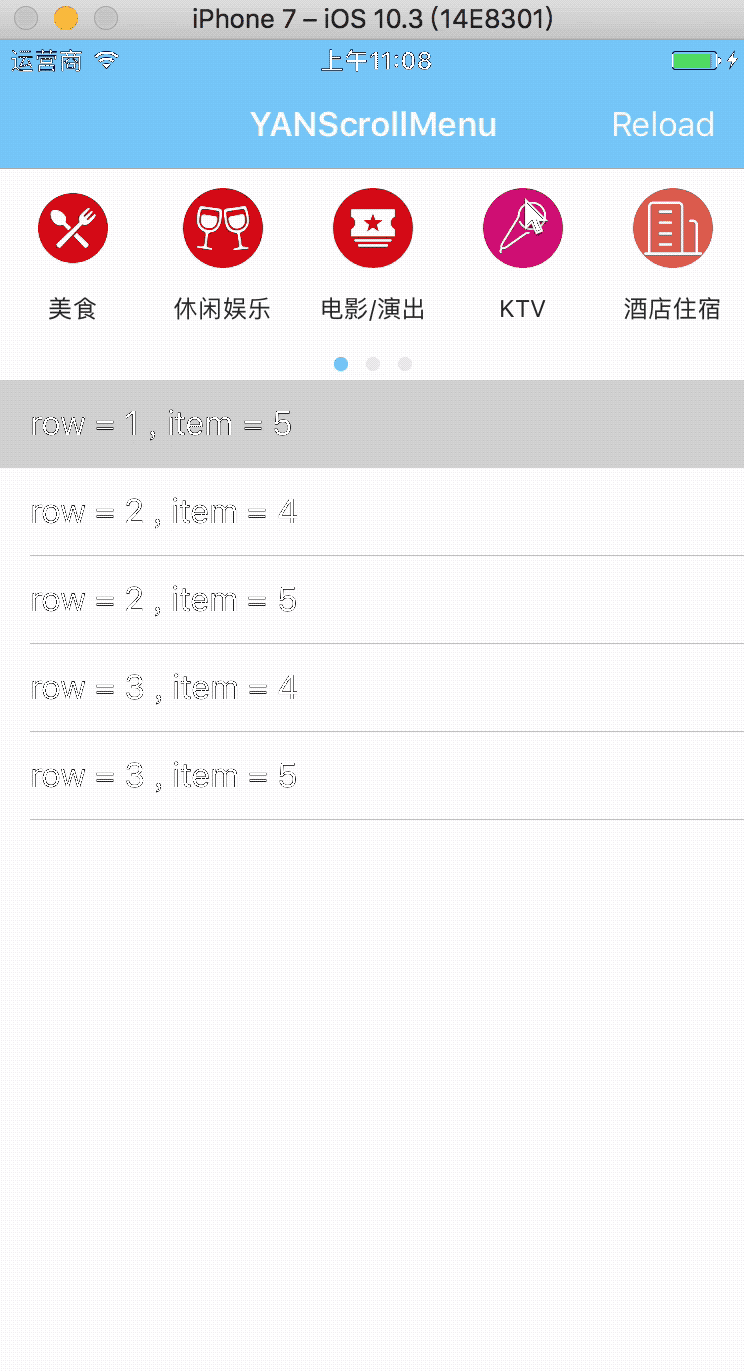 iPhone 7 – iOS 10.3 (14E8301)
运营商 上午11:08
YANScrollMenu Reload
美食 休闲娱乐 电影/演出 KTV 酒店住宿
row = 1 , item = 5
row = 2 , item = 4
row = 2 , item = 5
row = 3 , item = 4
row = 3 , item = 5